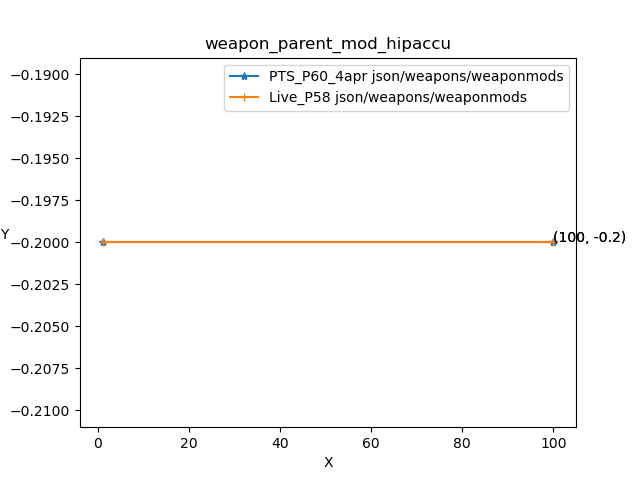 weapon_parent_mod_hipaccu
PTS_P60_4apr json/weapons/weaponmods
Live_P58 json/weapons/weaponmods
−0.1900
−0.1925
−0.1950
−0.1975
Y
−0.2000
(100, -0.2)
−0.2025
−0.2050
−0.2075
−0.2100
0 20 40 60 80 100
X